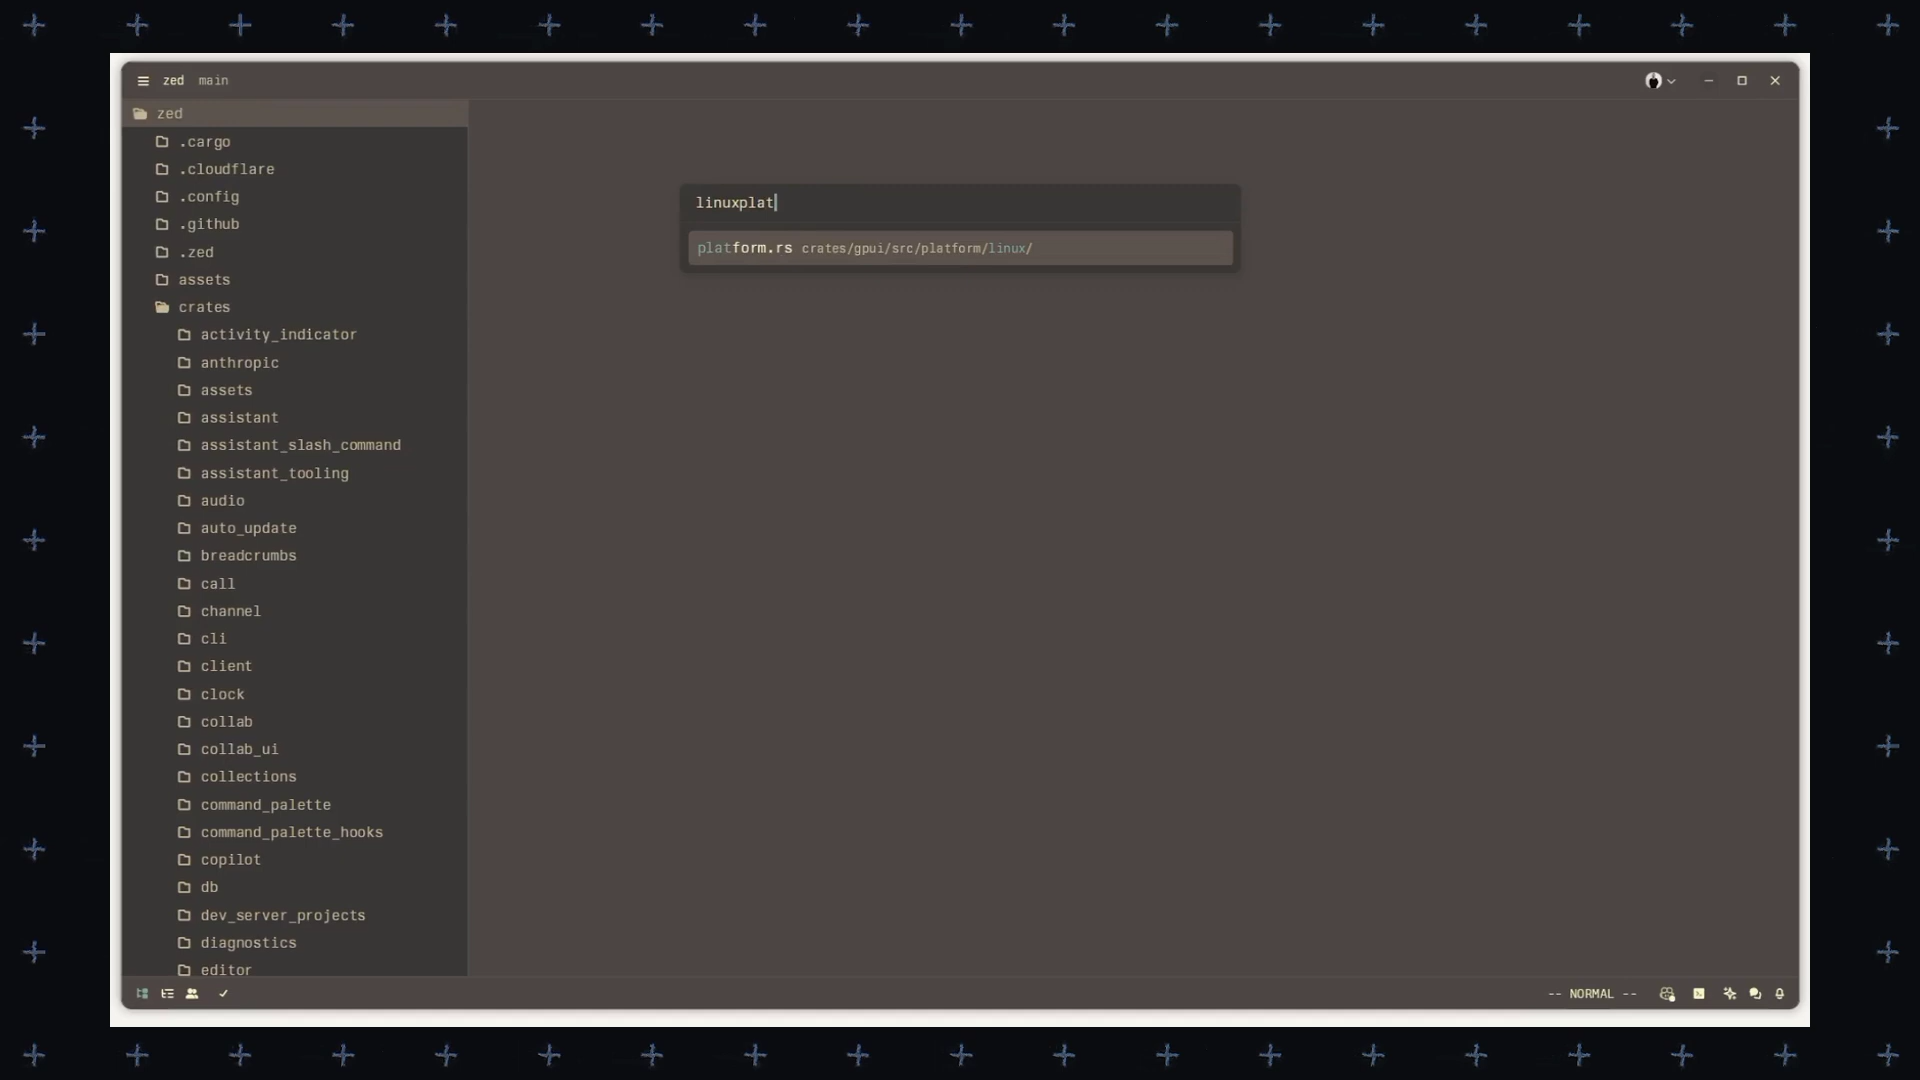 zed main
zed
.cargo
.cloudflare
.config
.github
.zed
assets
crates
activity_indicator
anthropic
assets
assistant
assistant_slash_command
assistant_tooling
audio
auto_update
breadcrumbs
call
channel
cli
client
clock
collab
collab_ui
collections
command_palette
command_palette_hooks
copilot
db
dev_server_projects
diagnostics
editor
linuxplat
platform.rs crates/gpui/src/platform/linux/
-- NORMAL --